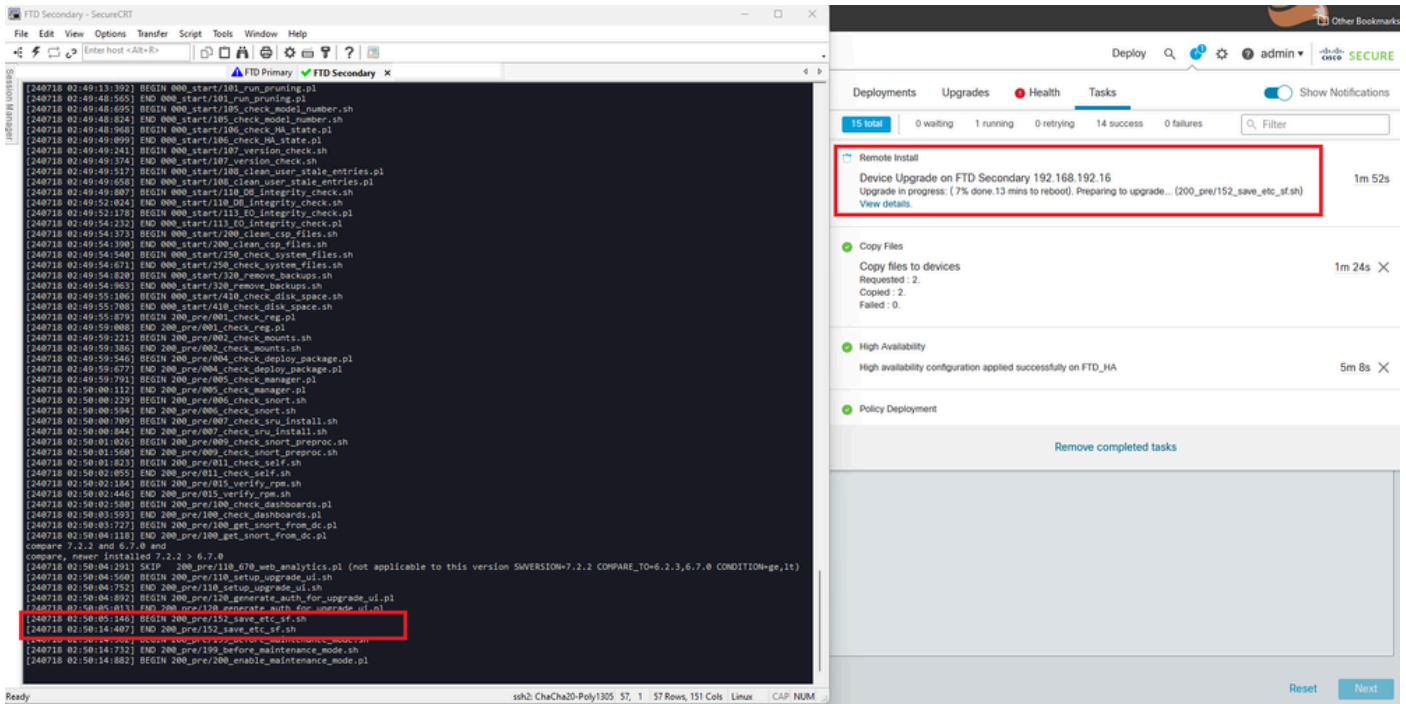 FTD Secondary - SecureCRT
File Edit View Options Transfer Script Tools Window Help
Enter host <Alt+R>
Session Manager
FTD Primary FTD Secondary ×
[240718 02:49:13:392] BEGIN 000_start/101_run_pruning.pl
[240718 02:49:48:565] END 000_start/101_run_pruning.pl
[240718 02:49:48:695] BEGIN 000_start/105_check_model_number.sh
[240718 02:49:48:824] END 000_start/105_check_model_number.sh
[240718 02:49:48:968] BEGIN 000_start/106_check_HA_state.pl
[240718 02:49:49:099] END 000_start/106_check_HA_state.pl
[240718 02:49:49:241] BEGIN 000_start/107_version_check.sh
[240718 02:49:49:374] END 000_start/107_version_check.sh
[240718 02:49:49:517] BEGIN 000_start/108_clean_user_stale_entries.pl
[240718 02:49:49:658] END 000_start/108_clean_user_stale_entries.pl
[240718 02:49:49:807] BEGIN 000_start/110_DB_integrity_check.sh
[240718 02:49:52:024] END 000_start/110_DB_integrity_check.sh
[240718 02:49:52:178] BEGIN 000_start/113_EO_integrity_check.pl
[240718 02:49:54:232] END 000_start/113_EO_integrity_check.pl
[240718 02:49:54:373] BEGIN 000_start/200_clean_csp_files.sh
[240718 02:49:54:390] END 000_start/200_clean_csp_files.sh
[240718 02:49:54:540] BEGIN 000_start/250_check_system_files.sh
[240718 02:49:54:671] END 000_start/250_check_system_files.sh
[240718 02:49:54:820] BEGIN 000_start/320_remove_backups.sh
[240718 02:49:54:963] END 000_start/320_remove_backups.sh
[240718 02:49:55:106] BEGIN 000_start/410_check_disk_space.sh
[240718 02:49:55:708] END 000_start/410_check_disk_space.sh
[240718 02:49:55:879] BEGIN 200_pre/001_check_reg.pl
[240718 02:49:59:008] END 200_pre/001_check_reg.pl
[240718 02:49:59:221] BEGIN 200_pre/002_check_mounts.sh
[240718 02:49:59:386] END 200_pre/002_check_mounts.sh
[240718 02:49:59:546] BEGIN 200_pre/004_check_deploy_package.pl
[240718 02:49:59:677] END 200_pre/004_check_deploy_package.pl
[240718 02:49:59:791] BEGIN 200_pre/005_check_manager.pl
[240718 02:50:00:112] END 200_pre/005_check_manager.pl
[240718 02:50:00:229] BEGIN 200_pre/006_check_snort.sh
[240718 02:50:00:594] END 200_pre/006_check_snort.sh
[240718 02:50:00:709] BEGIN 200_pre/007_check_sru_install.sh
[240718 02:50:00:844] END 200_pre/007_check_sru_install.sh
[240718 02:50:01:026] BEGIN 200_pre/009_check_snort_preproc.sh
[240718 02:50:01:560] END 200_pre/009_check_snort_preproc.sh
[240718 02:50:01:823] BEGIN 200_pre/011_check_self.sh
[240718 02:50:02:055] END 200_pre/011_check_self.sh
[240718 02:50:02:184] BEGIN 200_pre/015_verify_rpm.sh
[240718 02:50:02:446] END 200_pre/015_verify_rpm.sh
[240718 02:50:02:580] BEGIN 200_pre/100_check_dashboards.pl
[240718 02:50:03:593] END 200_pre/100_check_dashboards.pl
[240718 02:50:03:727] BEGIN 200_pre/100_get_snort_from_dc.pl
[240718 02:50:04:118] END 200_pre/100_get_snort_from_dc.pl
compare 7.2.2 and 6.7.0 and
compare, newer installed 7.2.2 > 6.7.0
[240718 02:50:04:291] SKIP 200_pre/110_670_web_analytics.pl (not applicable to this version SWVERSION=7.2.2 COMPARE_TO=6.2.3,6.7.0 CONDITION=ge,lt)
[240718 02:50:04:560] BEGIN 200_pre/110_setup_upgrade_ui.sh
[240718 02:50:04:752] END 200_pre/110_setup_upgrade_ui.sh
[240718 02:50:04:892] BEGIN 200_pre/120_generate_auth_for_upgrade_ui.pl
[240718 02:50:05:013] END 200_pre/120_generate_auth_for_upgrade_ui.pl
[240718 02:50:05:146] BEGIN 200_pre/152_save_etc_sf.sh
[240718 02:50:14:407] END 200_pre/152_save_etc_sf.sh
BEGIN 200_pre/199_before_maintenance_mode.sh
[240718 02:50:14:732] END 200_pre/199_before_maintenance_mode.sh
[240718 02:50:14:882] BEGIN 200_pre/200_enable_maintenance_mode.pl
Ready ssh2: ChaCha20-Poly1305 57, 1 57 Rows, 151 Cols Linux CAP NUM
Other Bookmarks
Deploy 1 admin cisco SECURE
Deployments Upgrades Health Tasks Show Notifications
15 total 0 waiting 1 running 0 retrying 14 success 0 failures Filter
Remote Install
Device Upgrade on FTD Secondary 192.168.192.16 1m 52s
Upgrade in progress: ( 7% done.13 mins to reboot). Preparing to upgrade... (200_pre/152_save_etc_sf.sh)
View details.
Copy Files
Copy files to devices 1m 24s
Requested : 2.
Copied : 2.
Failed : 0.
High Availability
High availability configuration applied successfully on FTD_HA 5m 8s
Policy Deployment
Remove completed tasks
Reset Next